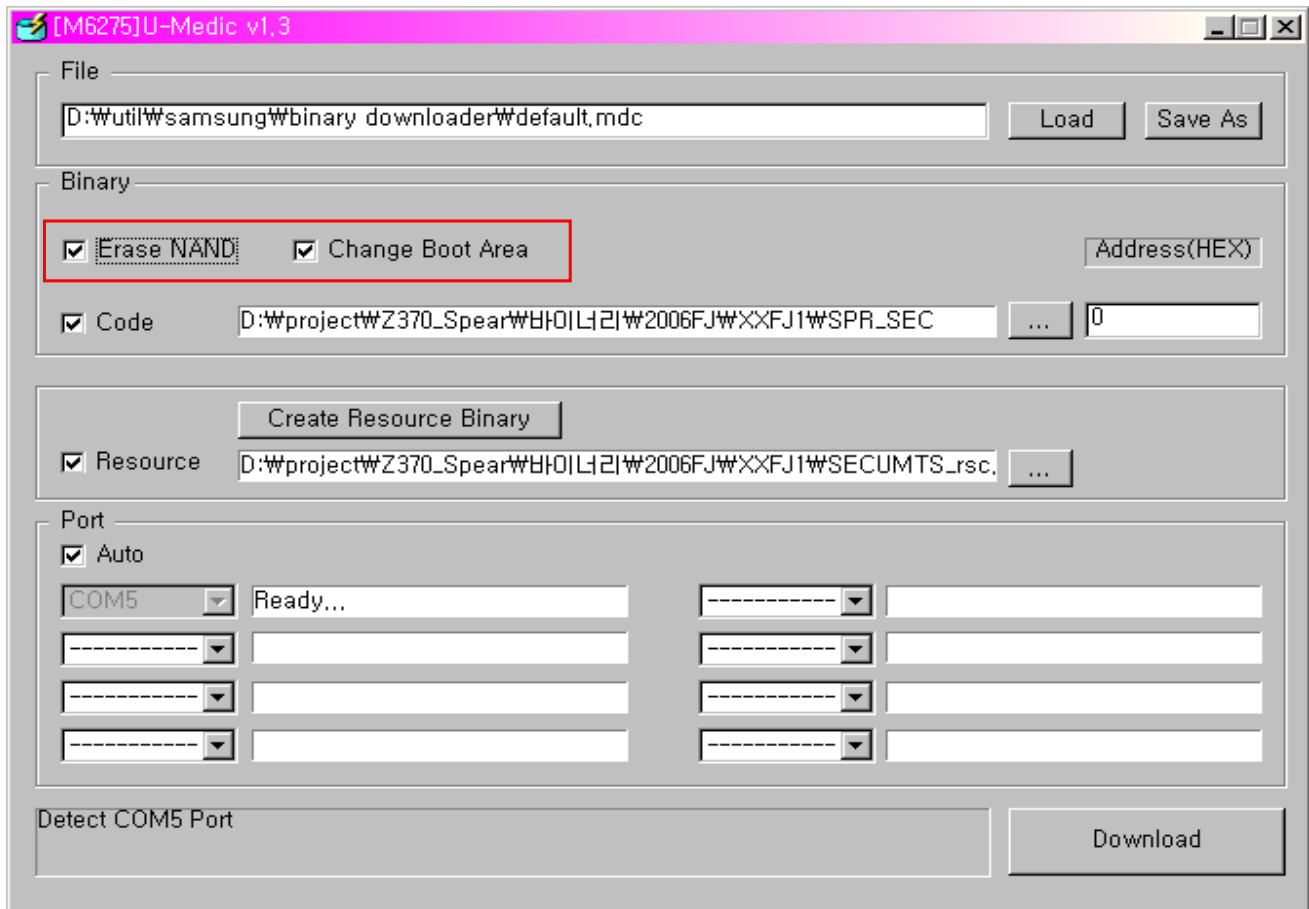 [M6275]U-Medic v1,3
File
D:₩util₩samsung₩binary downloader₩default,mdc
Load
Save As
Binary
Erase NAND
Change Boot Area
Address(HEX)
Code
D:₩project₩Z370_Spear₩바이너리₩2006FJ₩XXFJ1₩SPR_SEC
...
0
Create Resource Binary
Resource
D:₩project₩Z370_Spear₩바이너리₩2006FJ₩XXFJ1₩SECUMTS_rsc,
...
Port
Auto
COM5
Ready,,,
-----------
-----------
-----------
-----------
-----------
-----------
-----------
Detect COM5 Port
Download